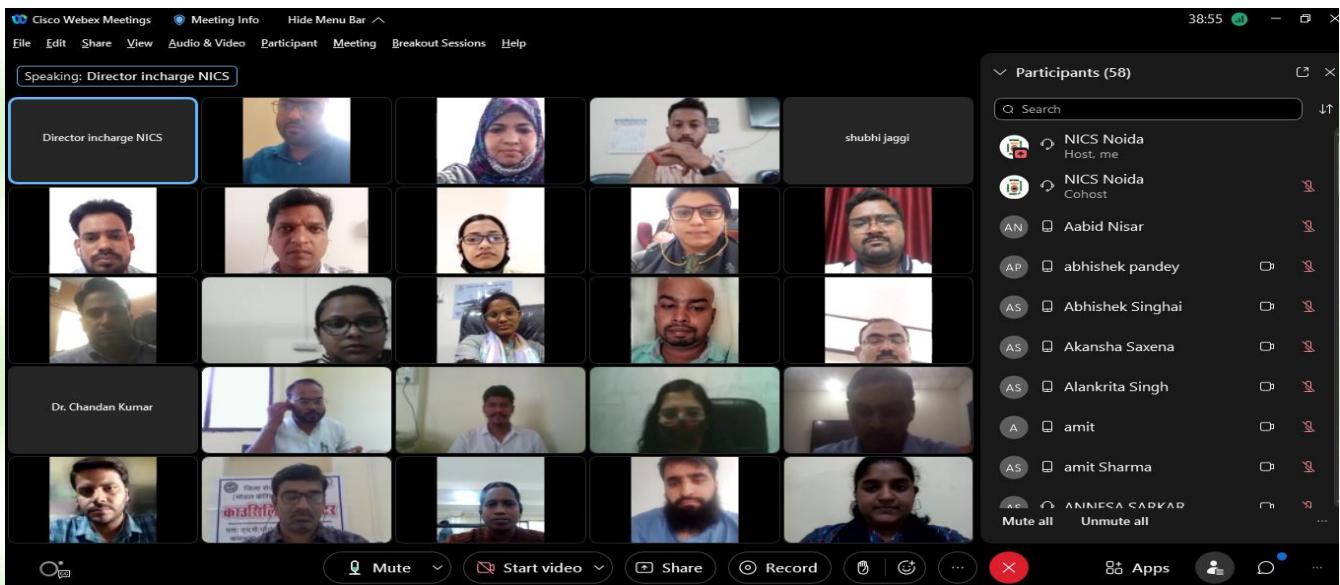 Cisco Webex Meetings Meeting Info Hide Menu Bar 38:55
File Edit Share View Audio & Video Participant Meeting Breakout Sessions Help
Speaking: Director incharge NICS
Director incharge NICS
shubhi jaggi
Dr. Chandan Kumar
Participants (58)
Search
NICS Noida
Host, me
NICS Noida
Cohost
AN Aabid Nisar
AP abhishek pandey
AS Abhishek Singhai
AS Akansha Saxena
AS Alankrita Singh
A amit
AS amit Sharma
AS ANNESA SARKAR
Mute all Unmute all
Mute Start video Share Record Apps